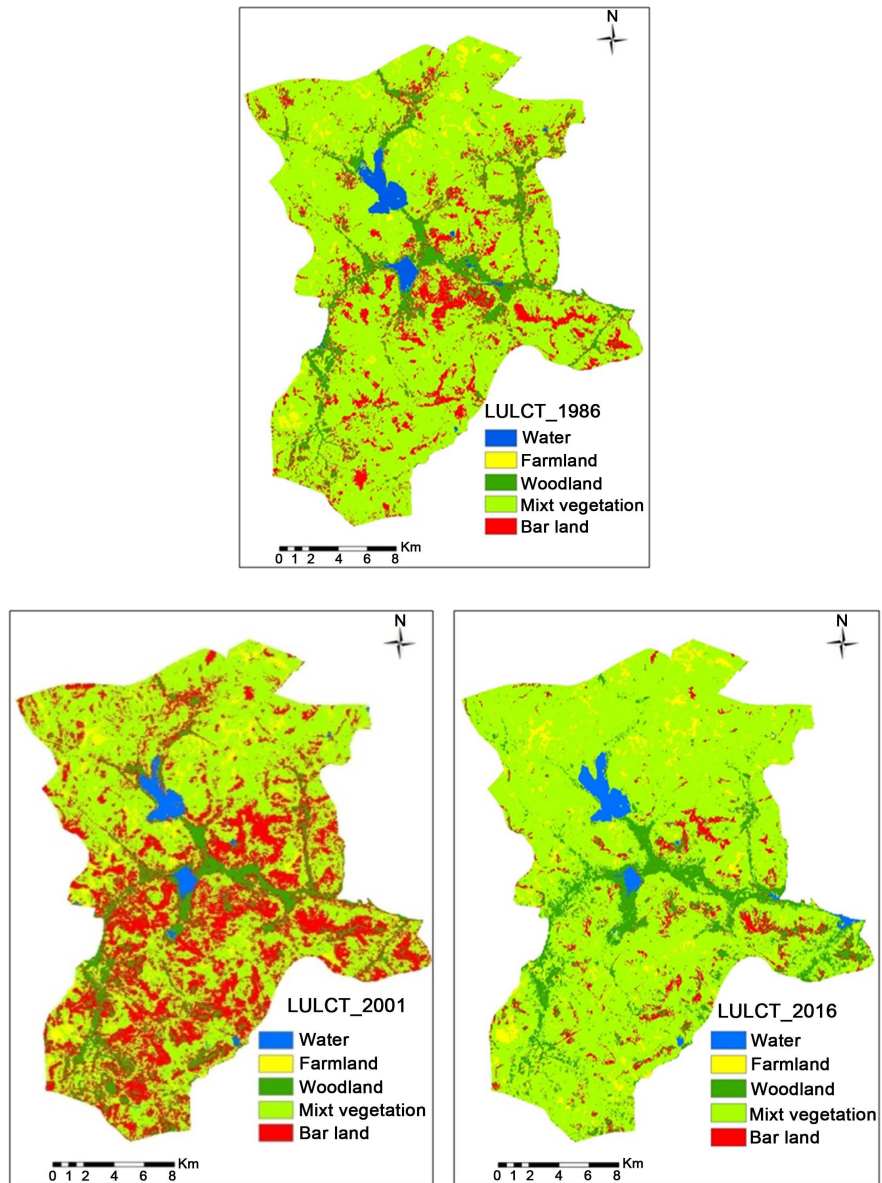 N
LULCT_1986
Water
Farmland
Woodland
Mixt vegetation
Bar land
Km
0 1 2 4 6 8
N
LULCT_2001
Water
Farmland
Woodland
Mixt vegetation
Bar land
Km
0 1 2 4 6 8
N
LULCT_2016
Water
Farmland
Woodland
Mixt vegetation
Bar land
Km
0 1 2 4 6 8